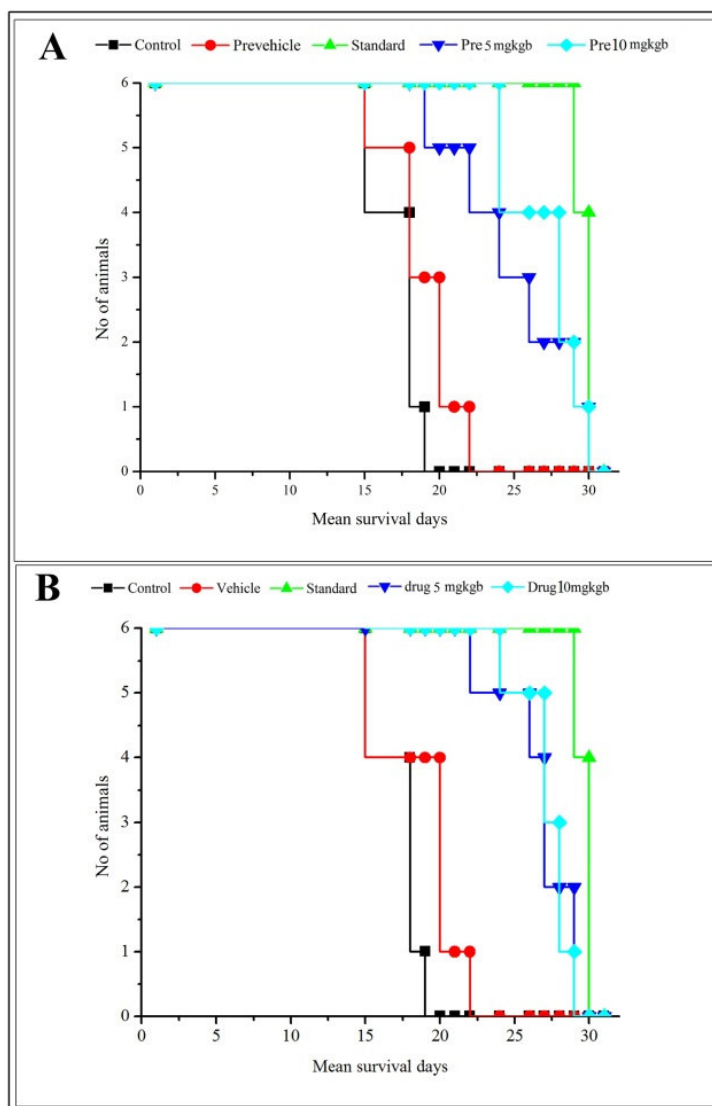 A
Control Prevehicle Standard Pre 5 mgkgb Pre10 mgkgb
6
5
4
3
2
1
0
No of animals
0 5 10 15 20 25 30
Mean survival days
B
Control Vehicle Standard drug 5 mgkgb Drug10mgkgb
6
5
4
3
2
1
0
No of animals
0 5 10 15 20 25 30
Mean survival days